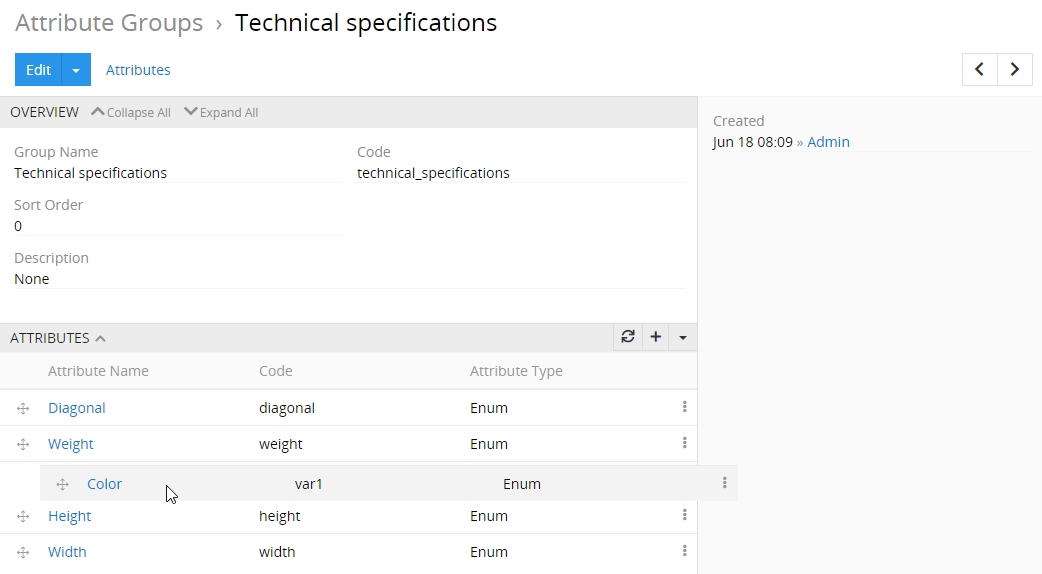 Attribute Groups › Technical specifications
Edit Attributes
OVERVIEW Collapse All Expand All
Created
Jun 18 08:09 » Admin
Group Name Code
Technical specifications technical_specifications
Sort Order
0
Description
None
ATTRIBUTES
Attribute Name Code Attribute Type
Diagonal diagonal Enum
Weight weight Enum
Color var1 Enum
Height height Enum
Width width Enum